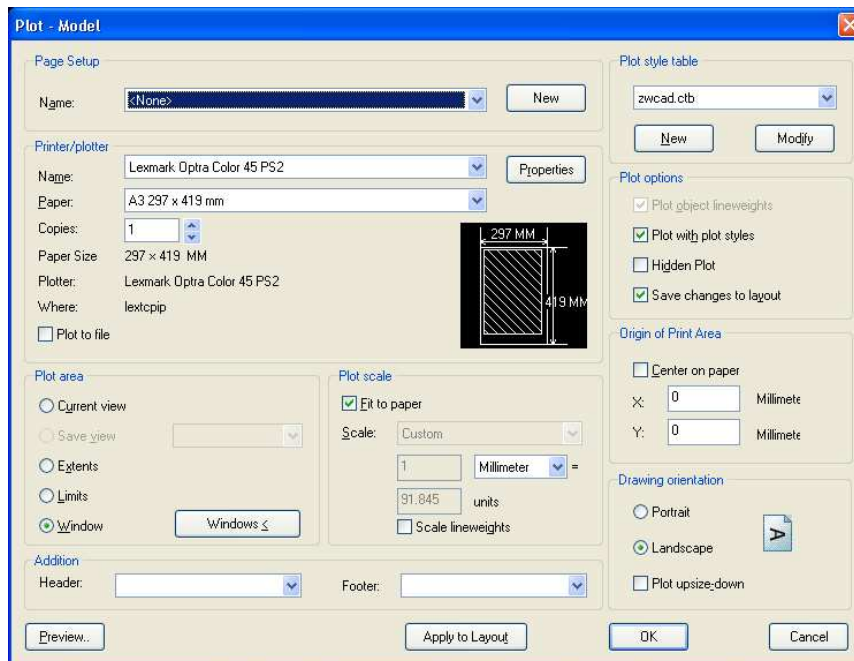 Plot - Model
Page Setup
Name:
<None>
New
Printer/plotter
Name:
Lexmark Optra Color 45 PS2
Properties
Paper:
A3 297 x 419 mm
Copies:
1
Paper Size
297 × 419 MM
Plotter:
Lexmark Optra Color 45 PS2
Where:
lextcpip
Plot to file
297 MM
419 MM
Plot area
Current view
Save view
Extents
Limits
Window
Windows <
Plot scale
Fit to paper
Scale:
Custom
1
Millimeter
=
91.845
units
Scale lineweights
Addition
Header:
Footer:
Preview..
Apply to Layout
Plot style table
zwcad.ctb
New
Modify
Plot options
Plot object lineweights
Plot with plot styles
Hidden Plot
Save changes to layout
Origin of Print Area
Center on paper
X:
0
Millimete
Y:
0
Millimete
Drawing orientation
Portrait
Landscape
A
Plot upsize-down
OK
Cancel